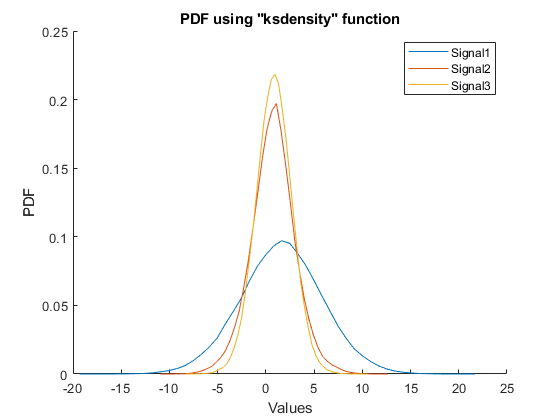 PDF using "ksdensity" function
0.25
0.2
0.15
0.1
0.05
0
PDF
Signal1
Signal2
Signal3
-20 -15 -10 -5 0 5 10 15 20 25
Values